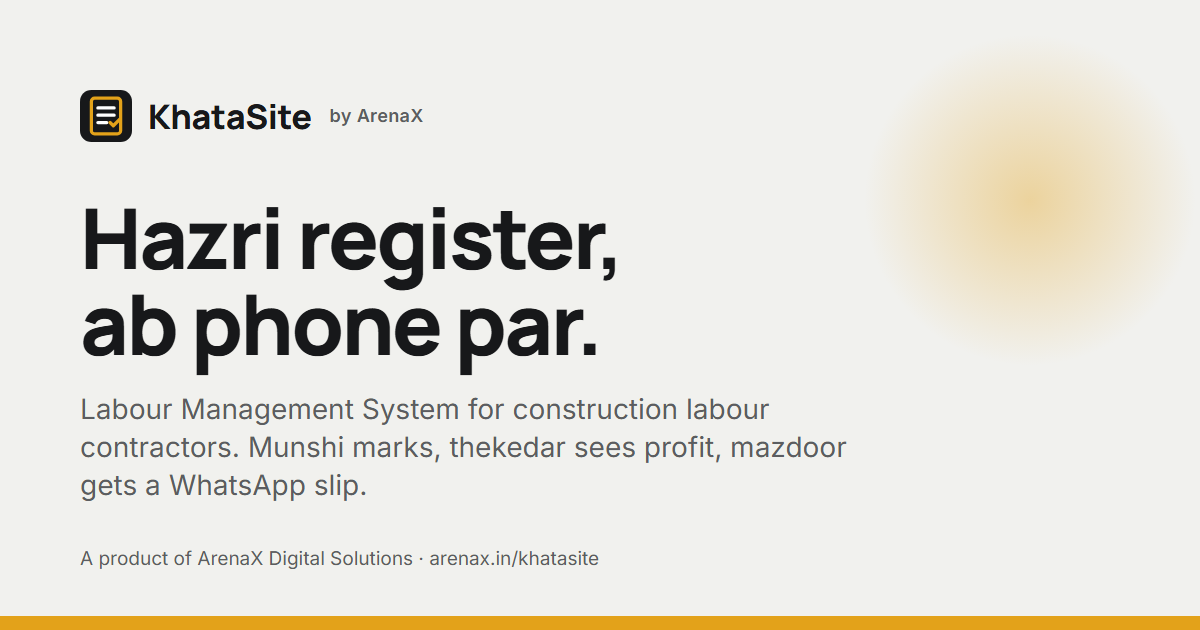 KhataSite by ArenaX
Hazri register,
ab phone par.
Labour Management System for construction labour
contractors. Munshi marks, thekedar sees profit, mazdoor
gets a WhatsApp slip.
A product of ArenaX Digital Solutions · arenax.in/khatasite